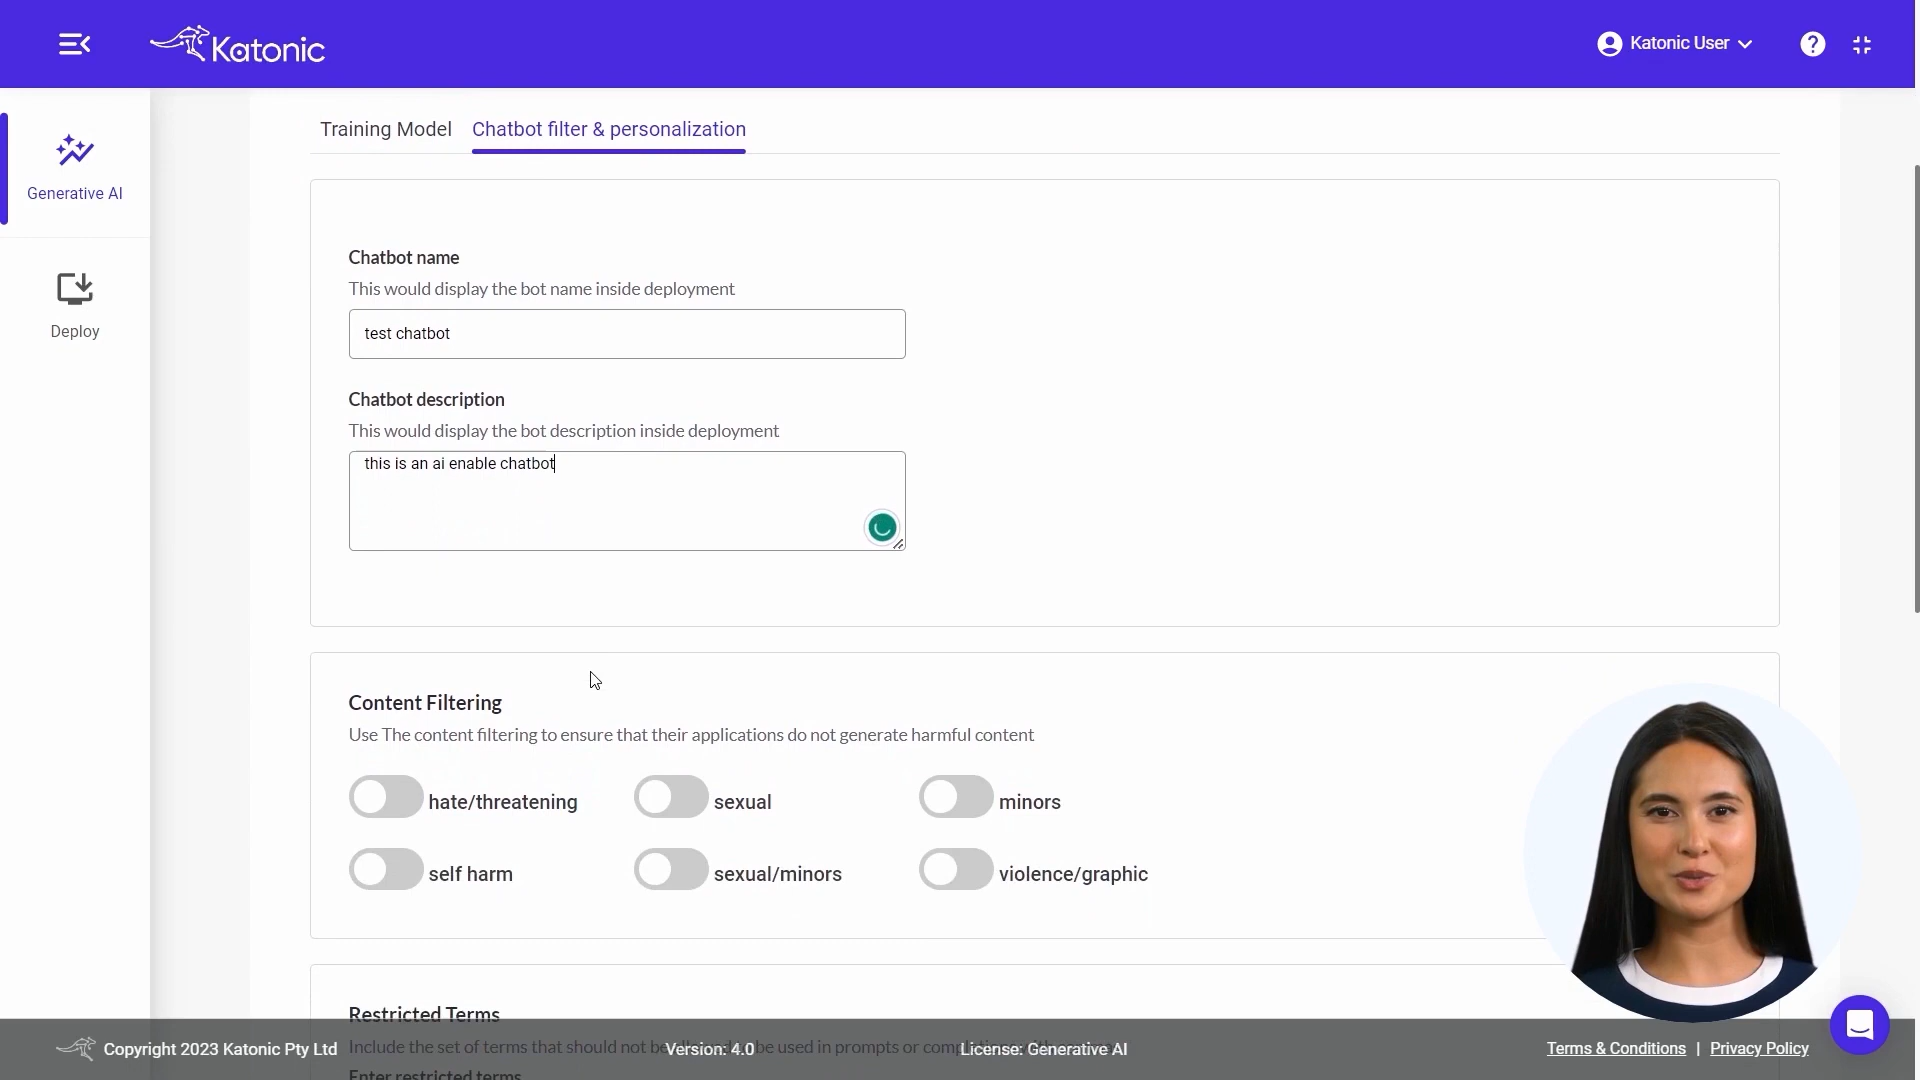 Katonic
Katonic User
?
Training Model
Chatbot filter & personalization
Generative AI
Deploy
Chatbot name
This would display the bot name inside deployment
test chatbot
Chatbot description
This would display the bot description inside deployment
this is an ai enable chatbot
Content Filtering
Use The content filtering to ensure that their applications do not generate harmful content
hate/threatening
sexual
minors
self harm
sexual/minors
violence/graphic
Restricted Terms
Include the set of terms that should not be used in prompts or
Enter restricted terms
Copyright 2023 Katonic Pty Ltd
Version: 4.0
License: Generative AI
Terms & Conditions | Privacy Policy